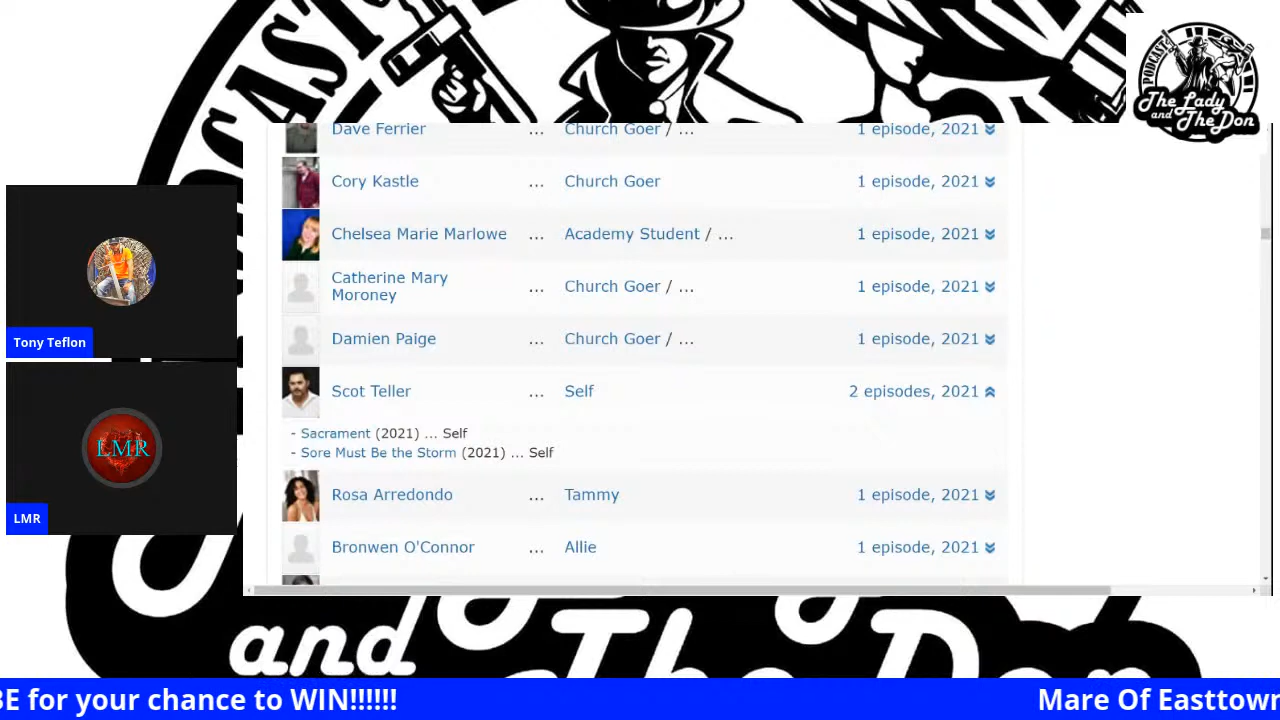 PODCAST
The Lady
and The Don
Dave Ferrier ... Church Goer / ... 1 episode, 2021
Cory Kastle ... Church Goer 1 episode, 2021
Chelsea Marie Marlowe ... Academy Student / ... 1 episode, 2021
Catherine Mary
Moroney ... Church Goer / ... 1 episode, 2021
Damien Paige ... Church Goer / ... 1 episode, 2021
Scot Teller ... Self 2 episodes, 2021
- Sacrament (2021) ... Self
- Sore Must Be the Storm (2021) ... Self
Rosa Arredondo ... Tammy 1 episode, 2021
Bronwen O'Connor ... Allie 1 episode, 2021
Tony Teflon
LMR
LMR
and The Don
BE for your chance to WIN!!!!!! Mare Of Easttown